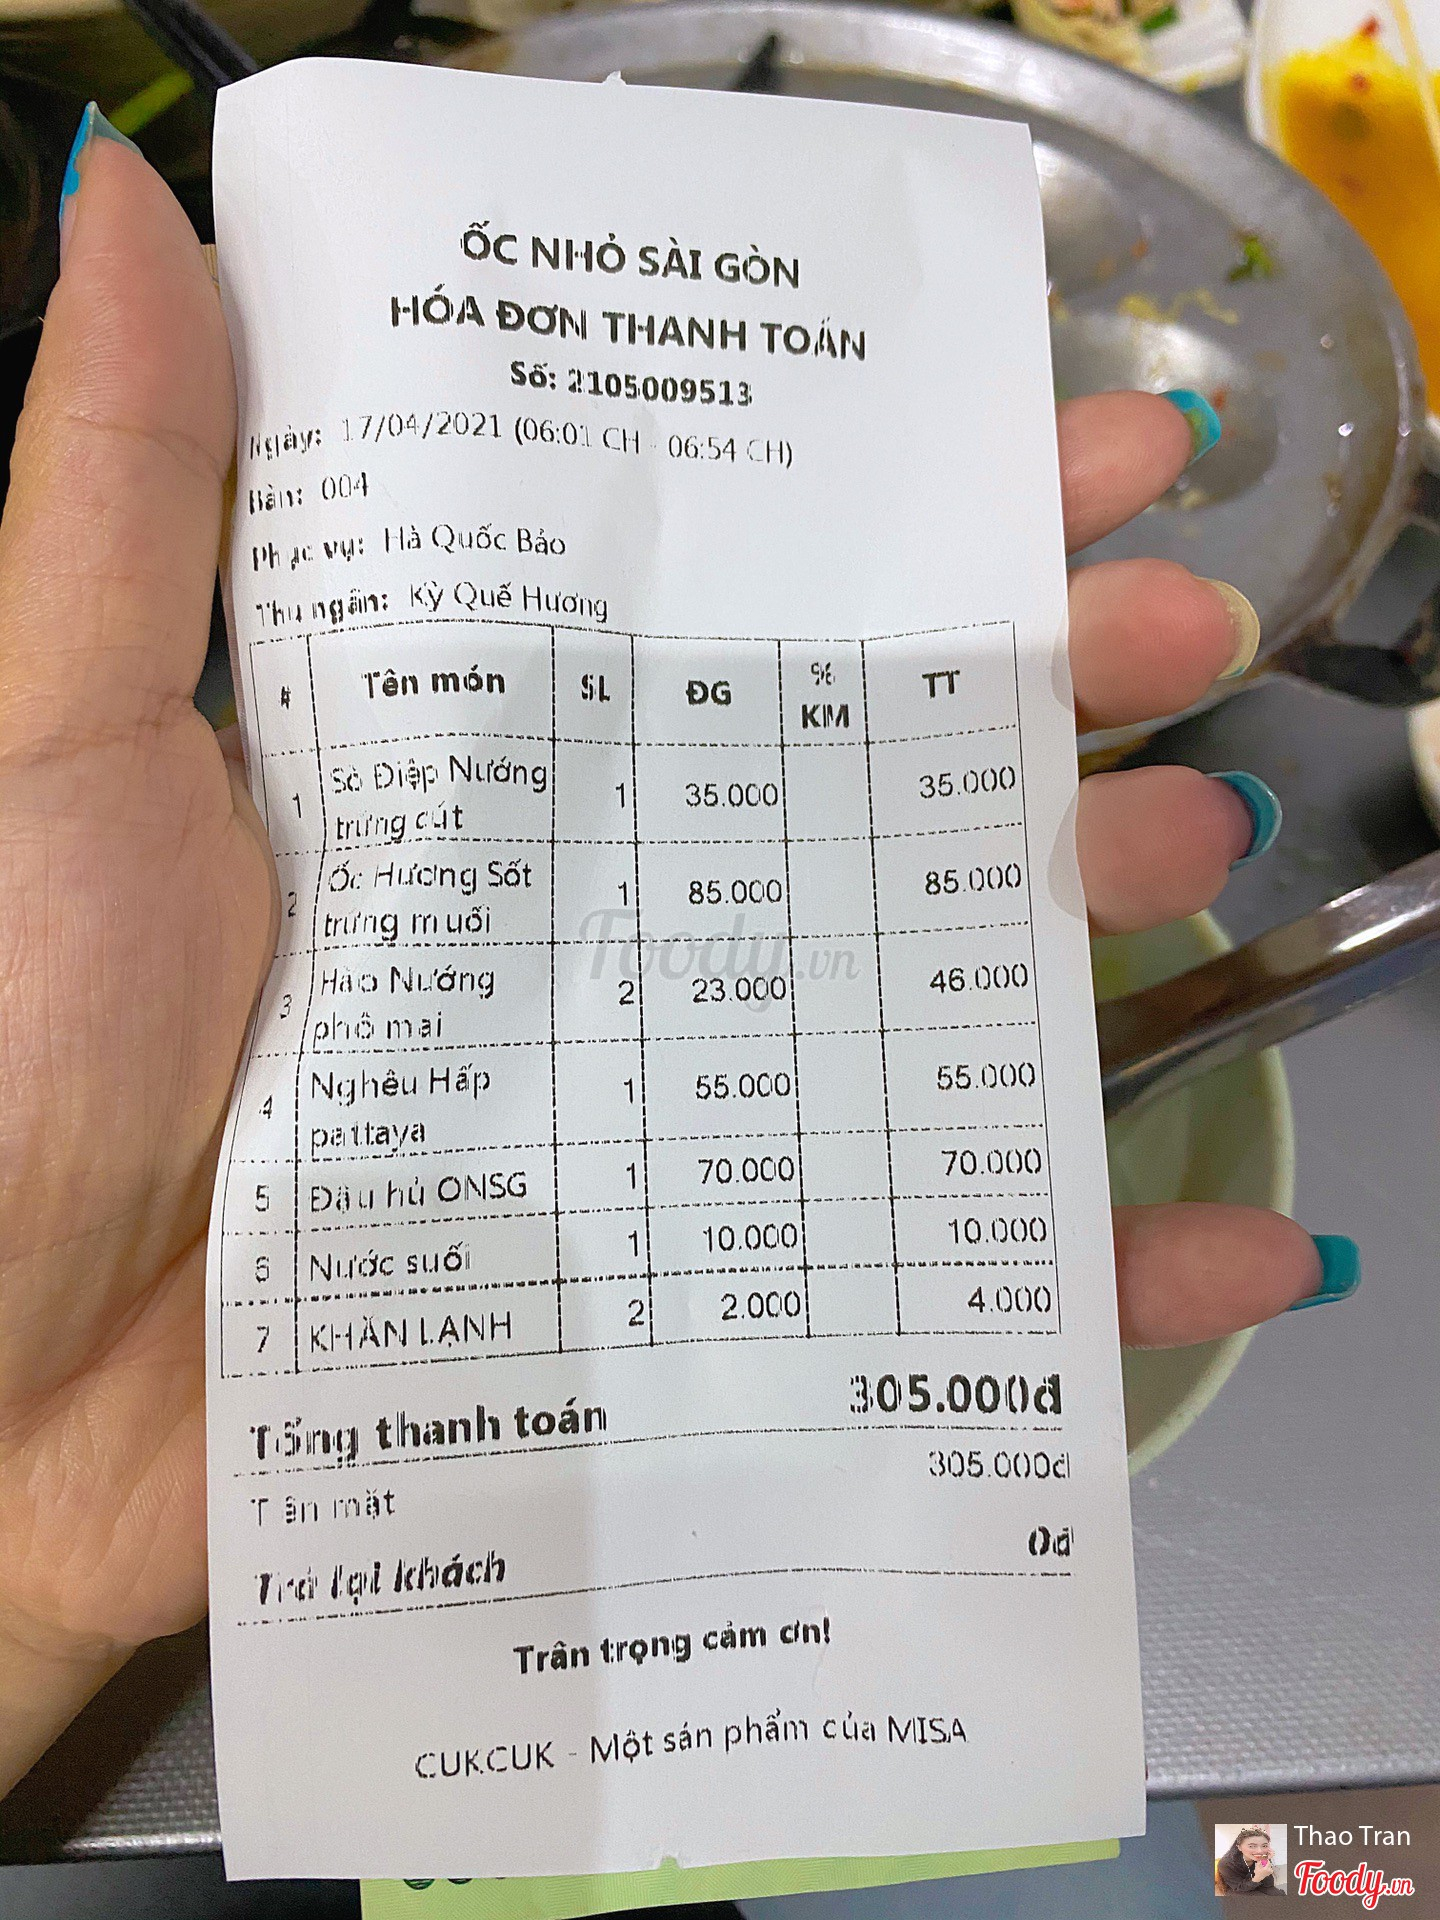 ỐC NHỎ SÀI GÒN
HÓA ĐƠN THANH TOÁN
Số: 2105009513
Ngày: 17/04/2021 (06:01 CH - 06:54 CH)
Bàn: 004
Phục vụ: Hà Quốc Bảo
Thu ngân: Kỳ Quế Hương
# Tên món SL ĐG % KM TT
1 Sò Điệp Nướng trứng cút 1 35.000 35.000
2 Ốc Hương Sốt trứng muối 1 85.000 85.000
3 Hào Nướng phô mai 2 23.000 46.000
4 Nghêu Hấp pattaya 1 55.000 55.000
5 Đậu hủ ONSG 1 70.000 70.000
6 Nước suối 1 10.000 10.000
7 KHĂN LẠNH 2 2.000 4.000
Tổng thanh toán 305.000đ
Tiền mặt 305.000đ
Trả lại khách 0đ
Trân trọng cảm ơn!
CUKCUK - Một sản phẩm của MISA
Foody.vn
Thao Tran
Foody.vn